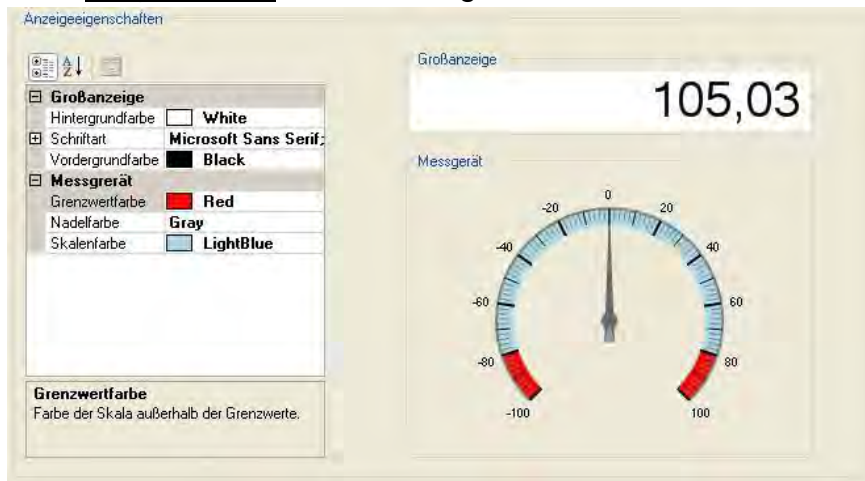 Anzeigeeigenschaften
Großanzeige
Hintergrundfarbe White
Schriftart Microsoft Sans Serif;
Vordergrundfarbe Black
Messgrerät
Grenzwertfarbe Red
Nadelfarbe Gray
Skalenfarbe LightBlue
Grenzwertfarbe
Farbe der Skala außerhalb der Grenzwerte.
Großanzeige
105,03
Messgerät
0
-20 20
-40 40
-60 60
-80 80
-100 100